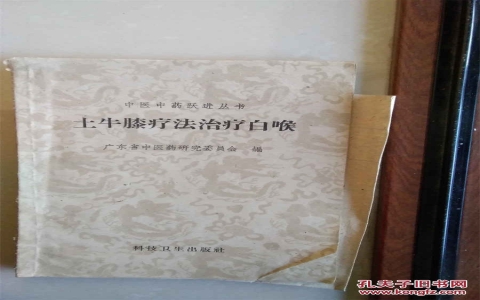 中医中药跃进丛书
土牛膝疗法治疗白喉
广东省中医药研究委员会 编
科技卫生出版社
孔夫子旧书网
www.kongfz.com